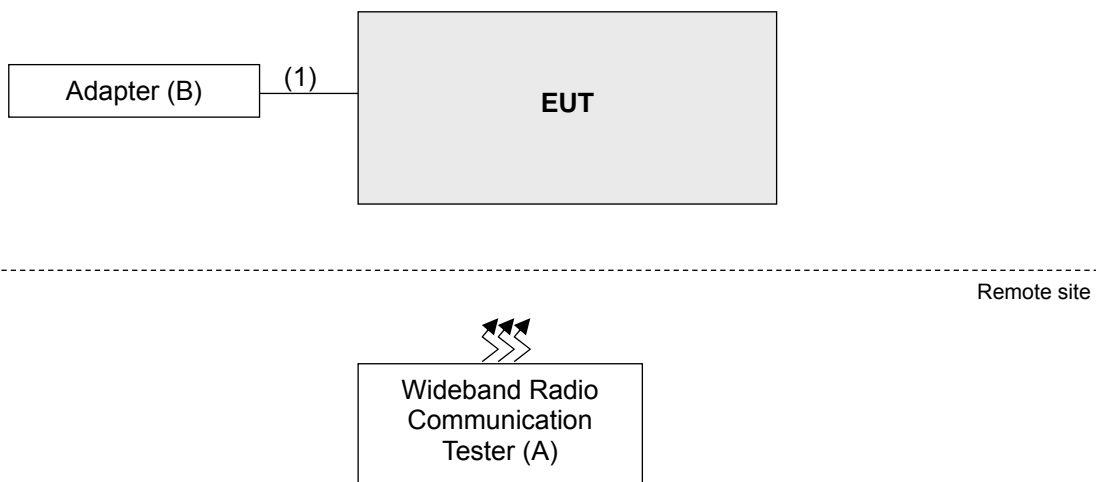 (1)
Adapter (B)
EUT
Remote site
Wideband Radio
Communication
Tester (A)